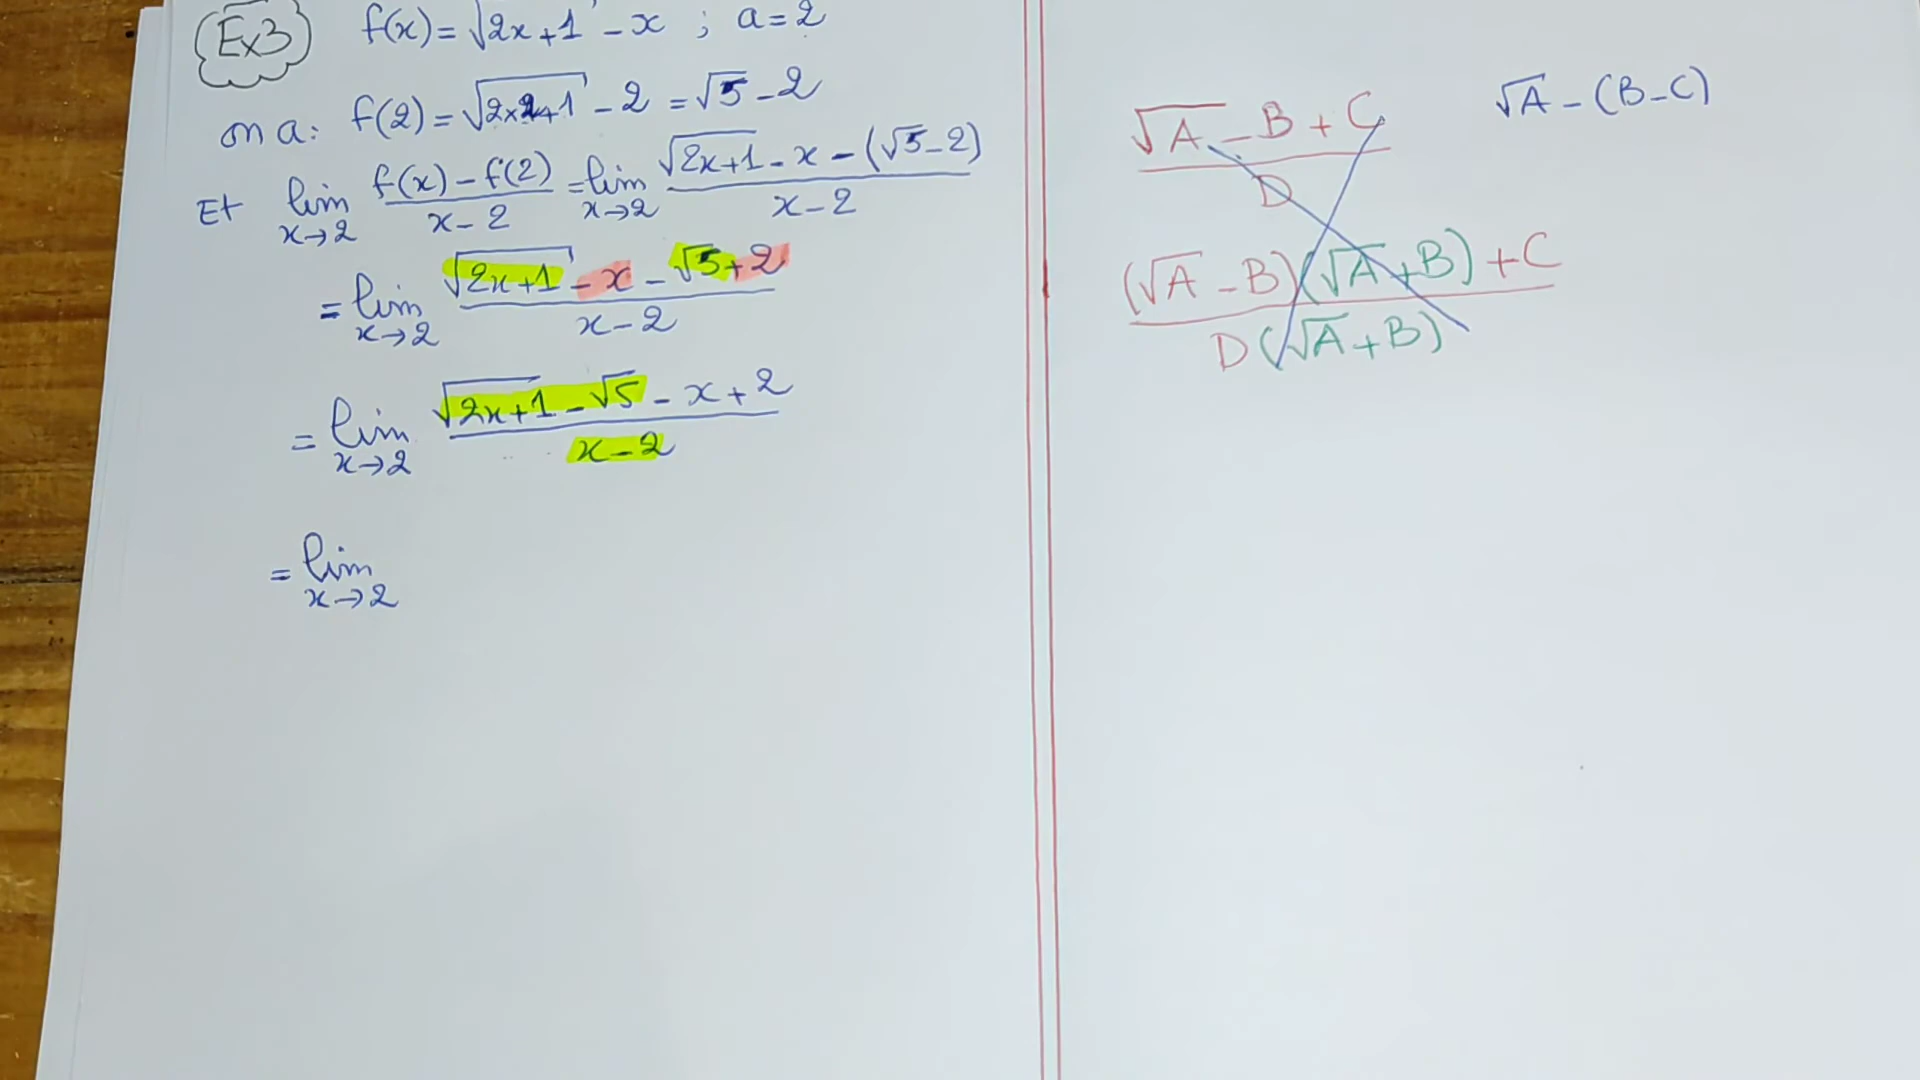 Ex3 f(x) = √(2x+1) - x ; a = 2
on a : f(2) = √(2×2+1) - 2 = √5 - 2
Et lim x→2 (f(x) - f(2))/(x - 2) = lim x→2 (√(2x+1) - x - (√5 - 2))/(x - 2)
= lim x→2 (√(2x+1) - x - √5 + 2)/(x - 2)
= lim x→2 (√(2x+1) - √5 - x + 2)/(x - 2)
= lim x→2
(√A - B + C)/D
√A - (B - C)
((√A - B)(√A + B) + C)/(D(√A + B))